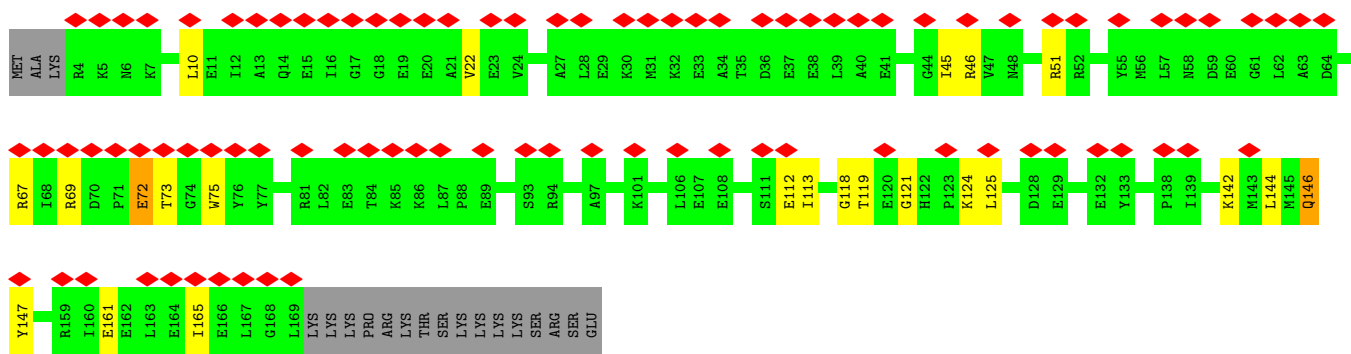 MET ALA LYS R4 K5 N6 K7 L10 E11 I12 A13 Q14 E15 I16 G17 G18 E19 E20 A21 V22 E23 V24 A27 L28 E29 K30 M31 K32 E33 A34 T35 D36 E37 E38 L39 A40 E41 G44 I45 R46 V47 N48 R51 R52 Y55 M56 L57 N58 D59 E60 G61 L62 A63 D64
R67 I68 R69 D70 P71 E72 T73 G74 W75 Y76 Y77 R81 L82 E83 T84 K85 K86 L87 P88 E89 S93 R94 A97 K101 L106 E107 E108 S111 E112 I113 G118 T119 E120 G121 H122 P123 K124 L125 D128 E129 E132 Y133 P138 I139 K142 M143 L144 M145 Q146
Y147 R159 I160 E161 E162 L163 E164 I165 E166 L167 G168 L169 LYS LYS LYS PRO ARG LYS THR SER LYS LYS LYS LYS SER ARG SER GLU